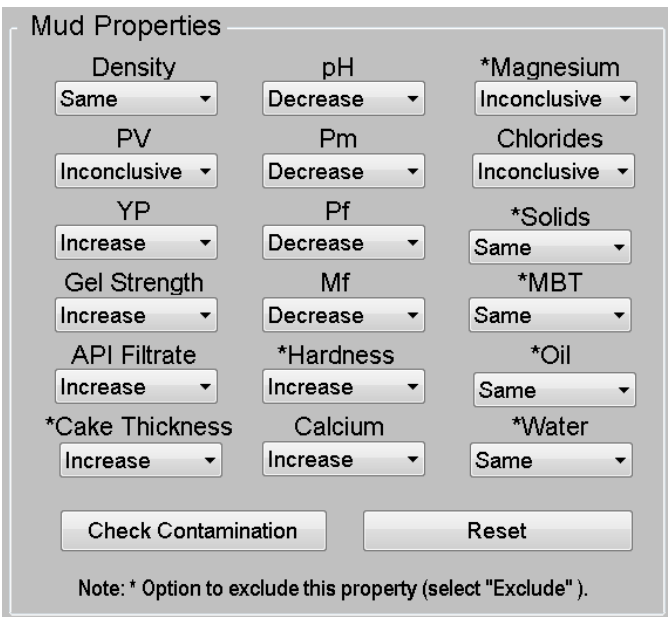 Mud Properties
Density pH *Magnesium
Same Decrease Inconclusive
PV Pm Chlorides
Inconclusive Decrease Inconclusive
YP Pf *Solids
Increase Decrease Same
Gel Strength Mf *MBT
Increase Decrease Same
API Filtrate *Hardness *Oil
Increase Increase Same
*Cake Thickness Calcium *Water
Increase Increase Same
Check Contamination Reset
Note: * Option to exclude this property (select "Exclude" ).